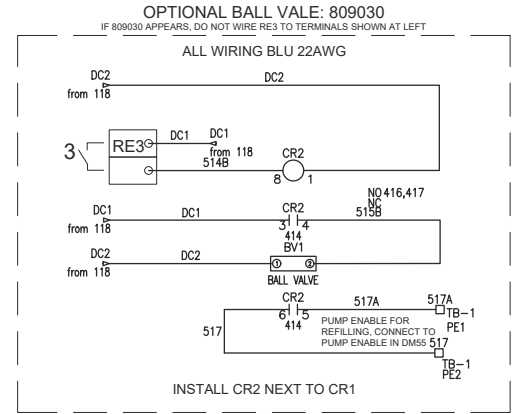 OPTIONAL BALL VALE: 809030
IF 809030 APPEARS, DO NOT WIRE RE3 TO TERMINALS SHOWN AT LEFT
ALL WIRING BLU 22AWG
DC2
from 118
DC2
3
RE3
DC1
DC1
from 118
514B
CR2
8
1
NO 416,417
NC
DC1
from 118
DC1
CR2
3 4
414
515B
DC2
from 118
DC2
BV1
1 2
BALL VALVE
CR2
6 5
414
517A
517A
TB-1
PE1
517
PUMP ENABLE FOR
REFILLING, CONNECT TO
PUMP ENABLE IN DM55
517
TB-1
PE2
INSTALL CR2 NEXT TO CR1